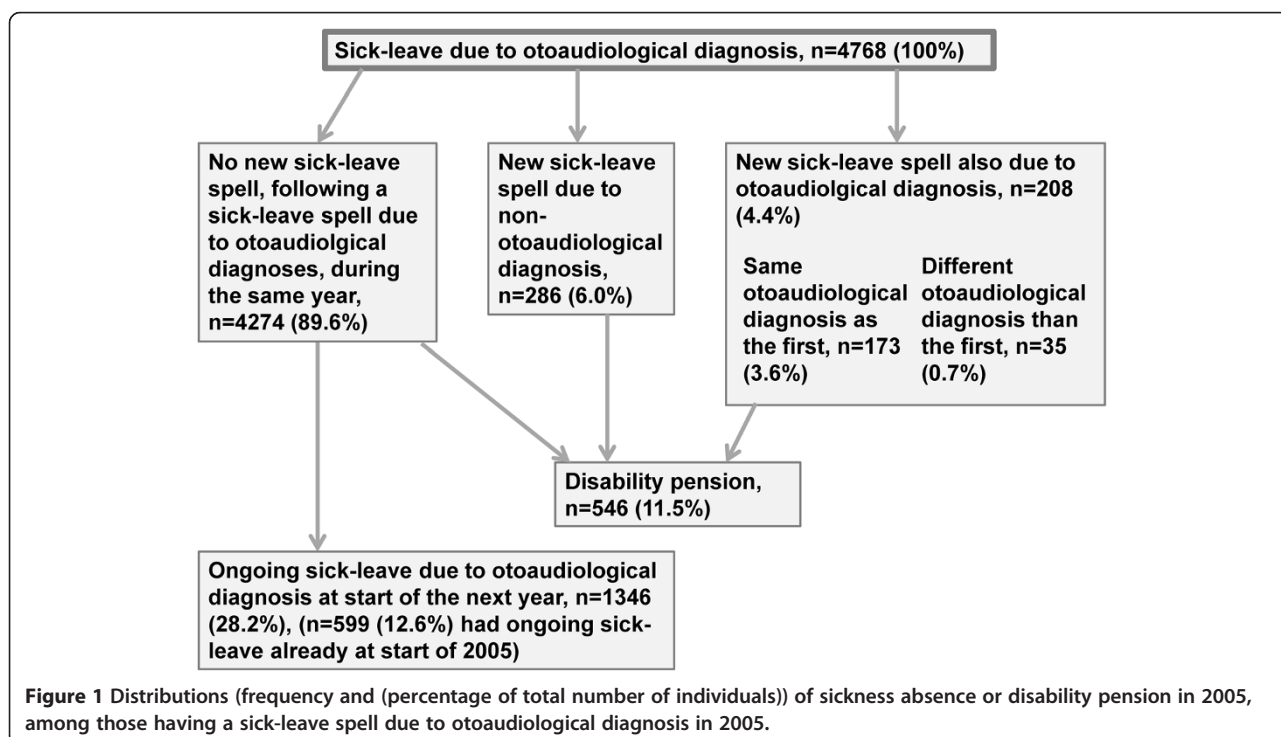 Sick-leave due to otoaudiological diagnosis, n=4768 (100%)
No new sick-leave
spell, following a
sick-leave spell due
to otoaudiolgical
diagnoses, during
the same year,
n=4274 (89.6%)
New sick-leave
spell due to
non-
otoaudiological
diagnosis,
n=286 (6.0%)
New sick-leave spell also due to
otoaudiolgical diagnosis, n=208
(4.4%)
Same
otoaudiological
diagnosis as
the first, n=173
(3.6%)
Different
otoaudiological
diagnosis than
the first, n=35
(0.7%)
Disability pension,
n=546 (11.5%)
Ongoing sick-leave due to otoaudiological
diagnosis at start of the next year, n=1346
(28.2%), (n=599 (12.6%) had ongoing sick-
leave already at start of 2005)
Figure 1 Distributions (frequency and (percentage of total number of individuals)) of sickness absence or disability pension in 2005,
among those having a sick-leave spell due to otoaudiological diagnosis in 2005.